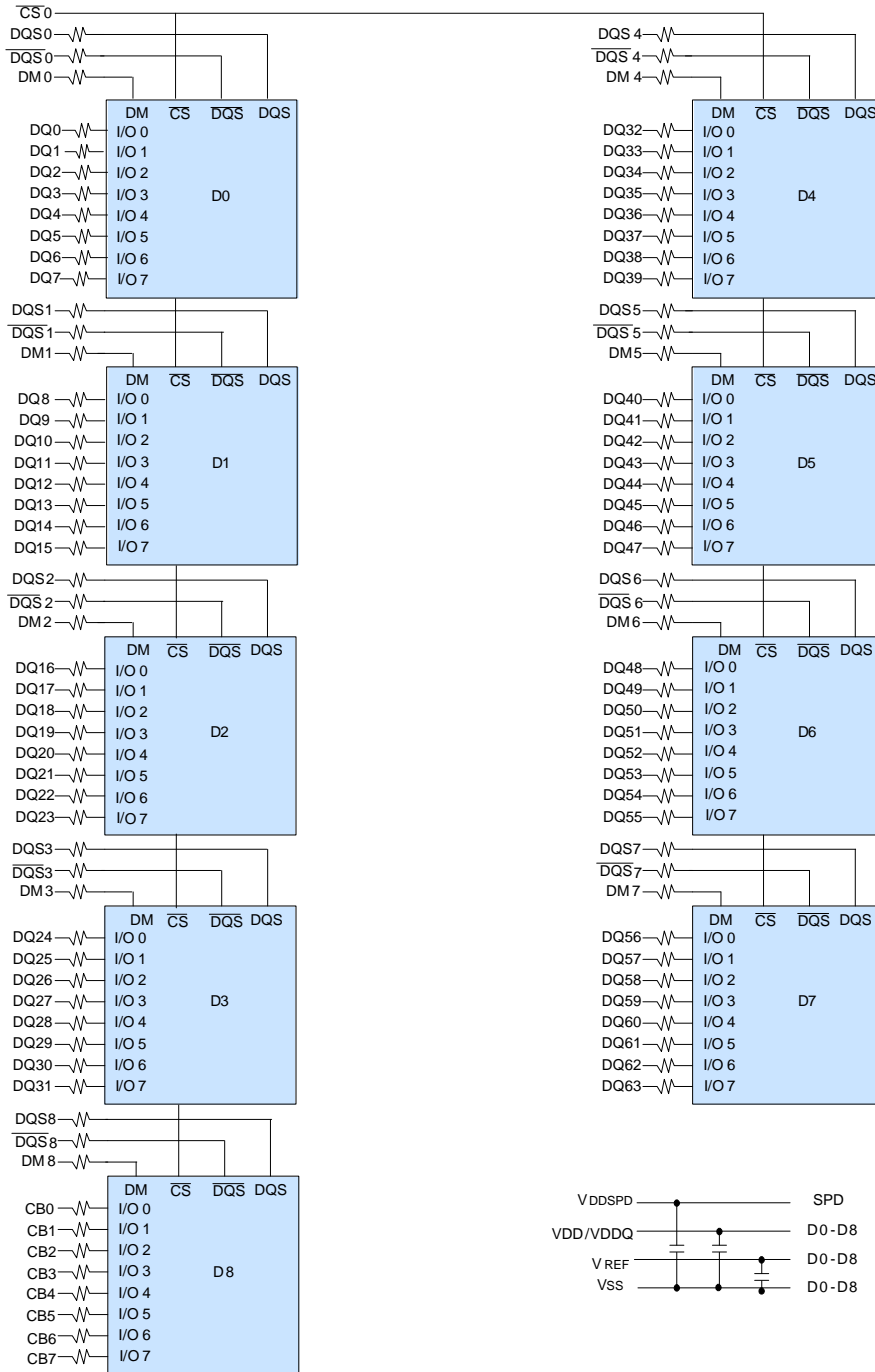 CS0
DQS0
DQS0
DM0
DM CS DQS DQS
DQ0 I/O 0
DQ1 I/O 1
DQ2 I/O 2
DQ3 I/O 3
D0
DQ4 I/O 4
DQ5 I/O 5
DQ6 I/O 6
DQ7 I/O 7
DQS1
DQS1
DM1
DM CS DQS DQS
DQ8 I/O 0
DQ9 I/O 1
DQ10 I/O 2
DQ11 I/O 3
D1
DQ12 I/O 4
DQ13 I/O 5
DQ14 I/O 6
DQ15 I/O 7
DQS2
DQS2
DM2
DM CS DQS DQS
DQ16 I/O 0
DQ17 I/O 1
DQ18 I/O 2
DQ19 I/O 3
D2
DQ20 I/O 4
DQ21 I/O 5
DQ22 I/O 6
DQ23 I/O 7
DQS3
DQS3
DM3
DM CS DQS DQS
DQ24 I/O 0
DQ25 I/O 1
DQ26 I/O 2
DQ27 I/O 3
D3
DQ28 I/O 4
DQ29 I/O 5
DQ30 I/O 6
DQ31 I/O 7
DQS8
DQS8
DM8
DM CS DQS DQS
CB0 I/O 0
CB1 I/O 1
CB2 I/O 2
CB3 I/O 3
D8
CB4 I/O 4
CB5 I/O 5
CB6 I/O 6
CB7 I/O 7
DQS4
DQS4
DM4
DM CS DQS DQS
DQ32 I/O 0
DQ33 I/O 1
DQ34 I/O 2
DQ35 I/O 3
D4
DQ36 I/O 4
DQ37 I/O 5
DQ38 I/O 6
DQ39 I/O 7
DQS5
DQS5
DM5
DM CS DQS DQS
DQ40 I/O 0
DQ41 I/O 1
DQ42 I/O 2
DQ43 I/O 3
D5
DQ44 I/O 4
DQ45 I/O 5
DQ46 I/O 6
DQ47 I/O 7
DQS6
DQS6
DM6
DM CS DQS DQS
DQ48 I/O 0
DQ49 I/O 1
DQ50 I/O 2
DQ51 I/O 3
D6
DQ52 I/O 4
DQ53 I/O 5
DQ54 I/O 6
DQ55 I/O 7
DQS7
DQS7
DM7
DM CS DQS DQS
DQ56 I/O 0
DQ57 I/O 1
DQ58 I/O 2
DQ59 I/O 3
D7
DQ60 I/O 4
DQ61 I/O 5
DQ62 I/O 6
DQ63 I/O 7
VDDSPD SPD
VDD/VDDQ D0-D8
VREF D0-D8
VSS D0-D8